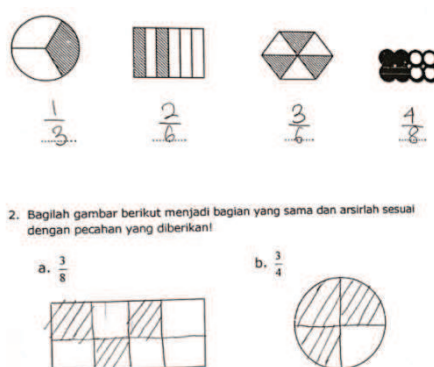 1/3 2/6 3/6 4/8
2. Bagilah gambar berikut menjadi bagian yang sama dan arsirlah sesuai
dengan pecahan yang diberikan!
a. 3/8 b. 3/4